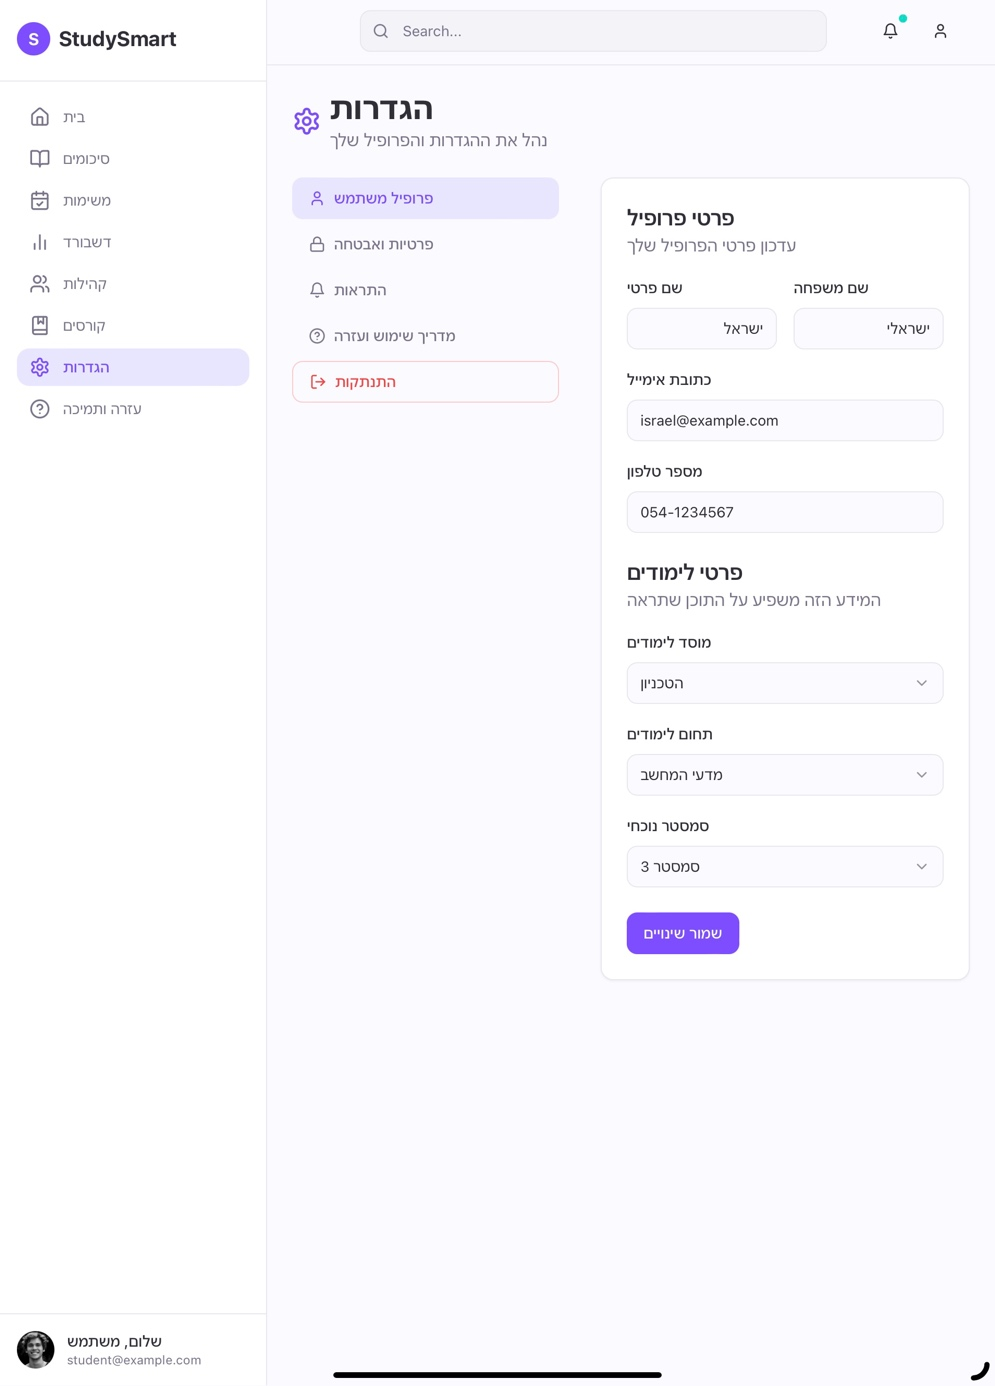 StudySmart
S
בית
סיכומים
משימות
דשבורד
קהילות
קורסים
הגדרות
עזרה ותמיכה
שלום, משתמש
student@example.com
Search...
הגדרות
נהל את ההגדרות והפרופיל שלך
פרופיל משתמש
פרטיות ואבטחה
התראות
מדריך שימוש ועזרה
התנתקות
פרטי פרופיל
עדכון פרטי הפרופיל שלך
שם פרטי
ישראל
שם משפחה
ישראלי
כתובת אימייל
israel@example.com
מספר טלפון
054-1234567
פרטי לימודים
המידע הזה משפיע על התוכן שתראה
מוסד לימודים
הטכניון
תחום לימודים
מדעי המחשב
סמסטר נוכחי
סמסטר 3
שמור שינויים